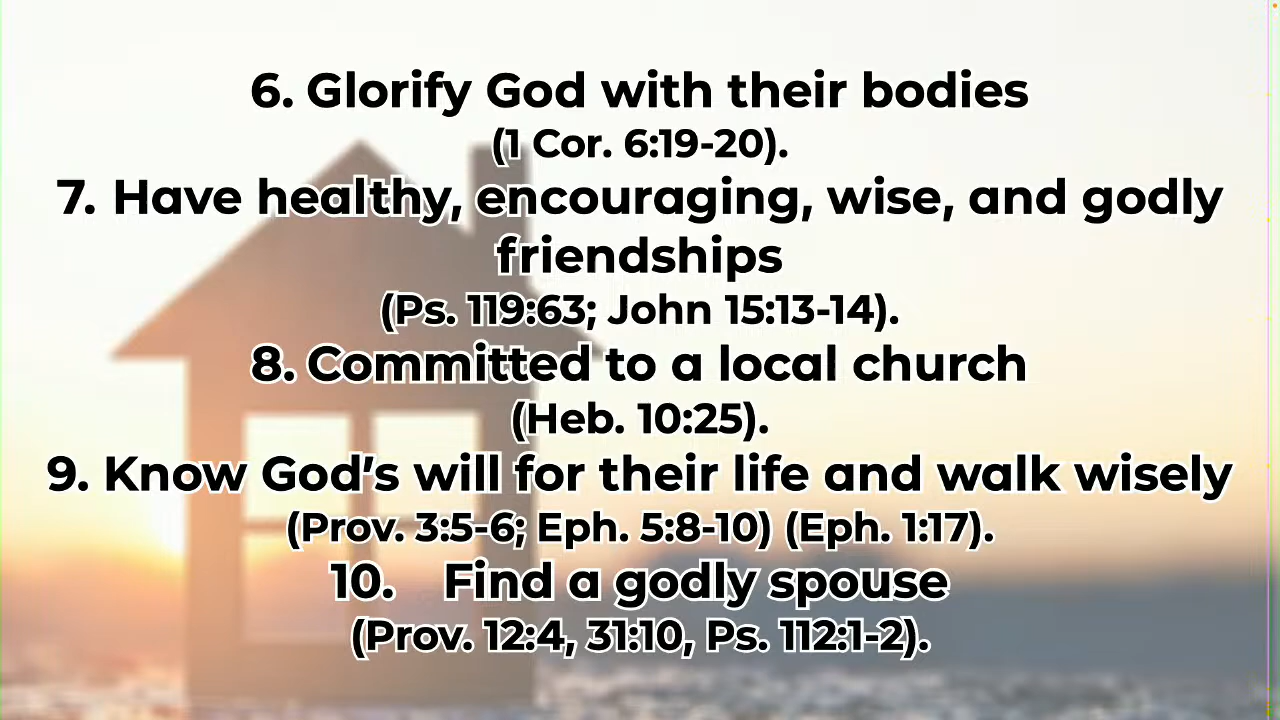 6. Glorify God with their bodies
(1 Cor. 6:19-20).
7. Have healthy, encouraging, wise, and godly
friendships
(Ps. 119:63; John 15:13-14).
8. Committed to a local church
(Heb. 10:25).
9. Know God's will for their life and walk wisely
(Prov. 3:5-6; Eph. 5:8-10) (Eph. 1:17).
10. Find a godly spouse
(Prov. 12:4, 31:10, Ps. 112:1-2).